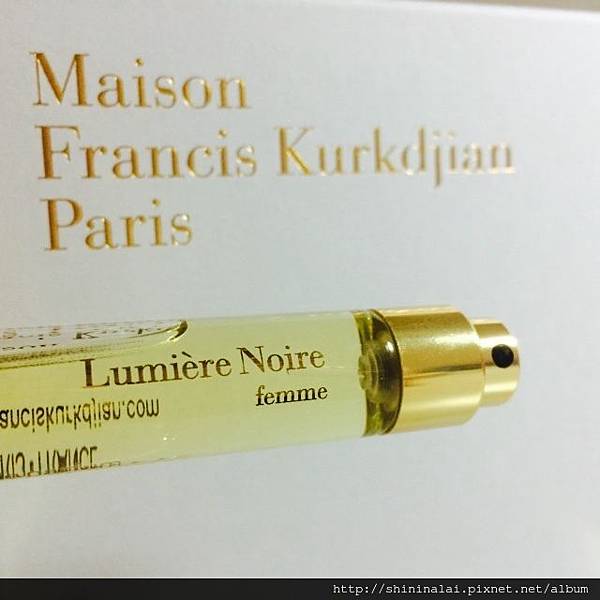 Maison
Francis Kurkdjian
Paris
Lumière Noire
femme
anciskurkdjian.com
http://shininalai.pixnet.net/album